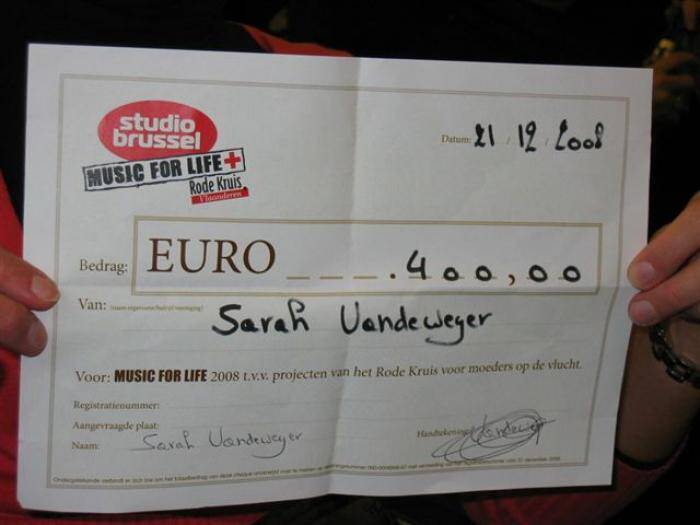 studio
brussel
MUSIC FOR LIFE
Rode Kruis
Vlaanderen
Datum: 21 / 12 / 2008
Bedrag: EURO _ _ _ . 400,00
Van: Sarah Vandeweyer
Voor: MUSIC FOR LIFE 2008 t.v.v. projecten van het Rode Kruis voor moeders op de vlucht.
Registratienummer:
Aangevraagde plaat:
Naam: Sarah Vandeweyer
Handtekening: Vandeweyer